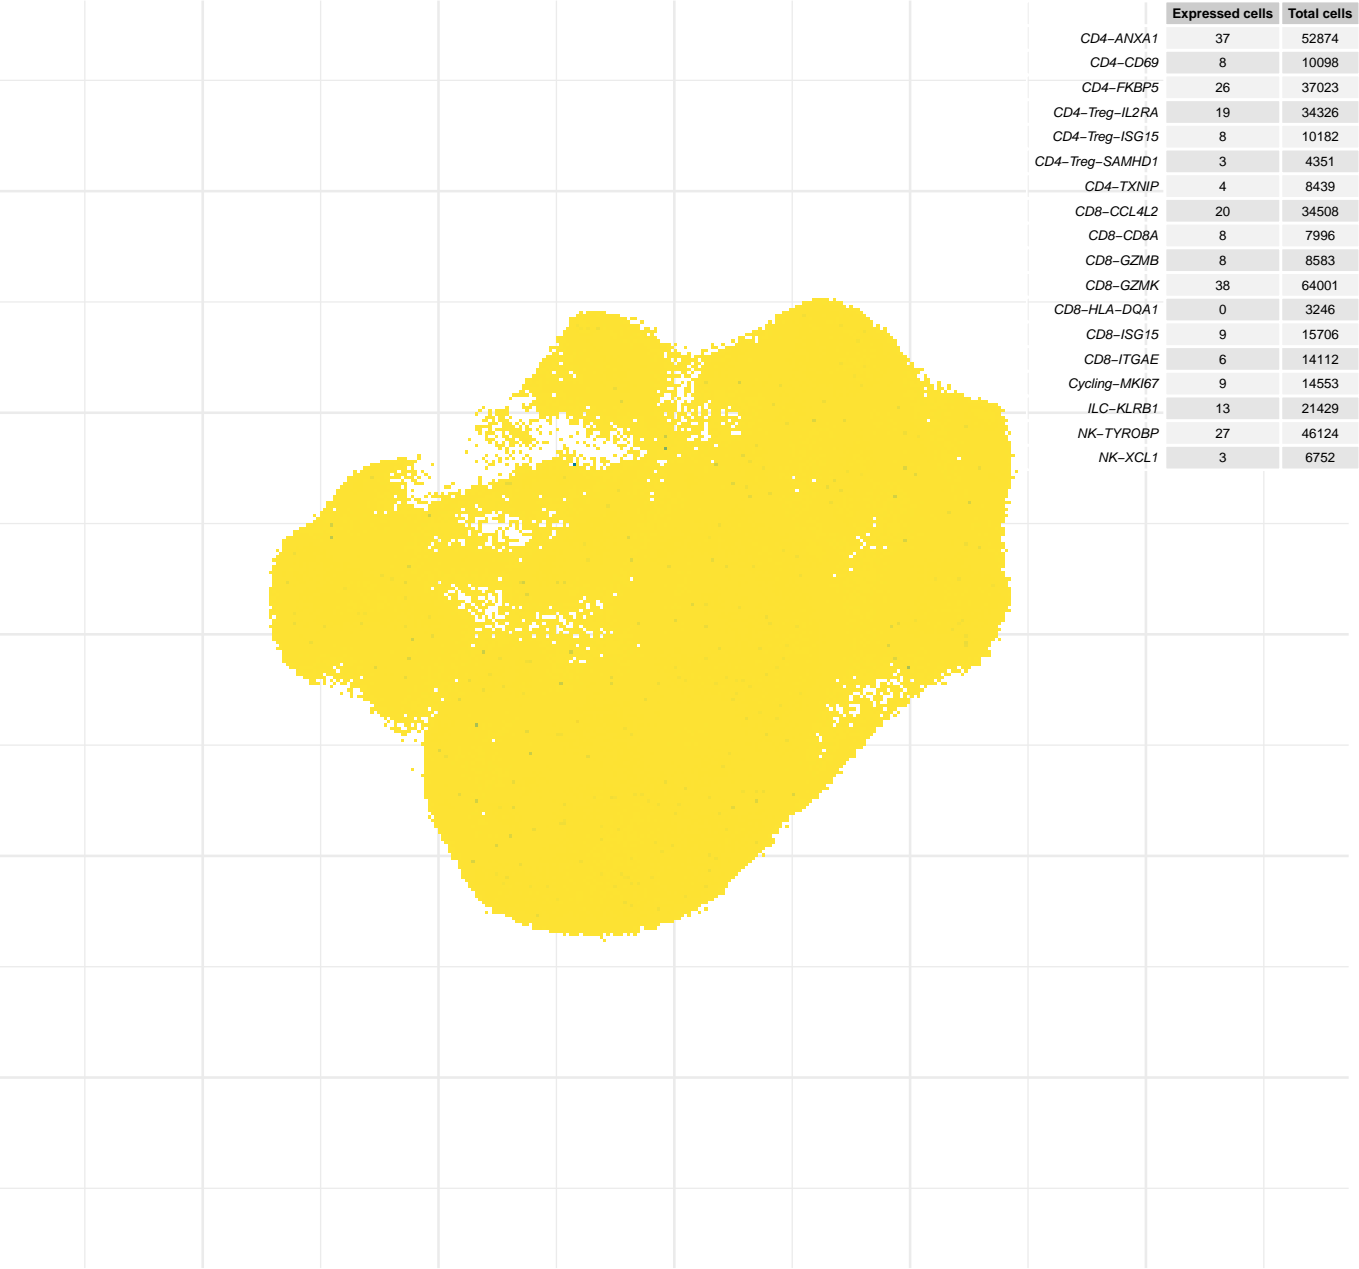 Expressed cells Total cells
CD4−ANXA1 37 52874
CD4−CD69 8 10098
CD4−FKBP5 26 37023
CD4−Treg−IL2RA 19 34326
CD4−Treg−ISG15 8 10182
CD4−Treg−SAMHD1 3 4351
CD4−TXNIP 4 8439
CD8−CCL4L2 20 34508
CD8−CD8A 8 7996
CD8−GZMB 8 8583
CD8−GZMK 38 64001
CD8−HLA−DQA1 0 3246
CD8−ISG15 9 15706
CD8−ITGAE 6 14112
Cycling−MKI67 9 14553
ILC−KLRB1 13 21429
NK−TYROBP 27 46124
NK−XCL1 3 6752